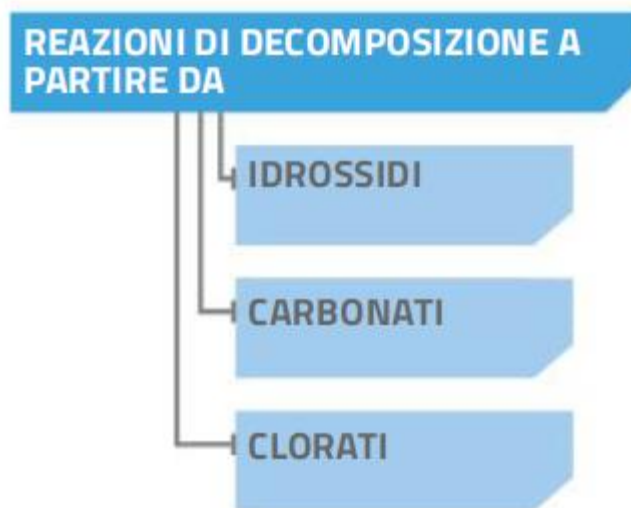 REAZIONI DI DECOMPOSIZIONE A
PARTIRE DA
IDROSSIDI
CARBONATI
CLORATI